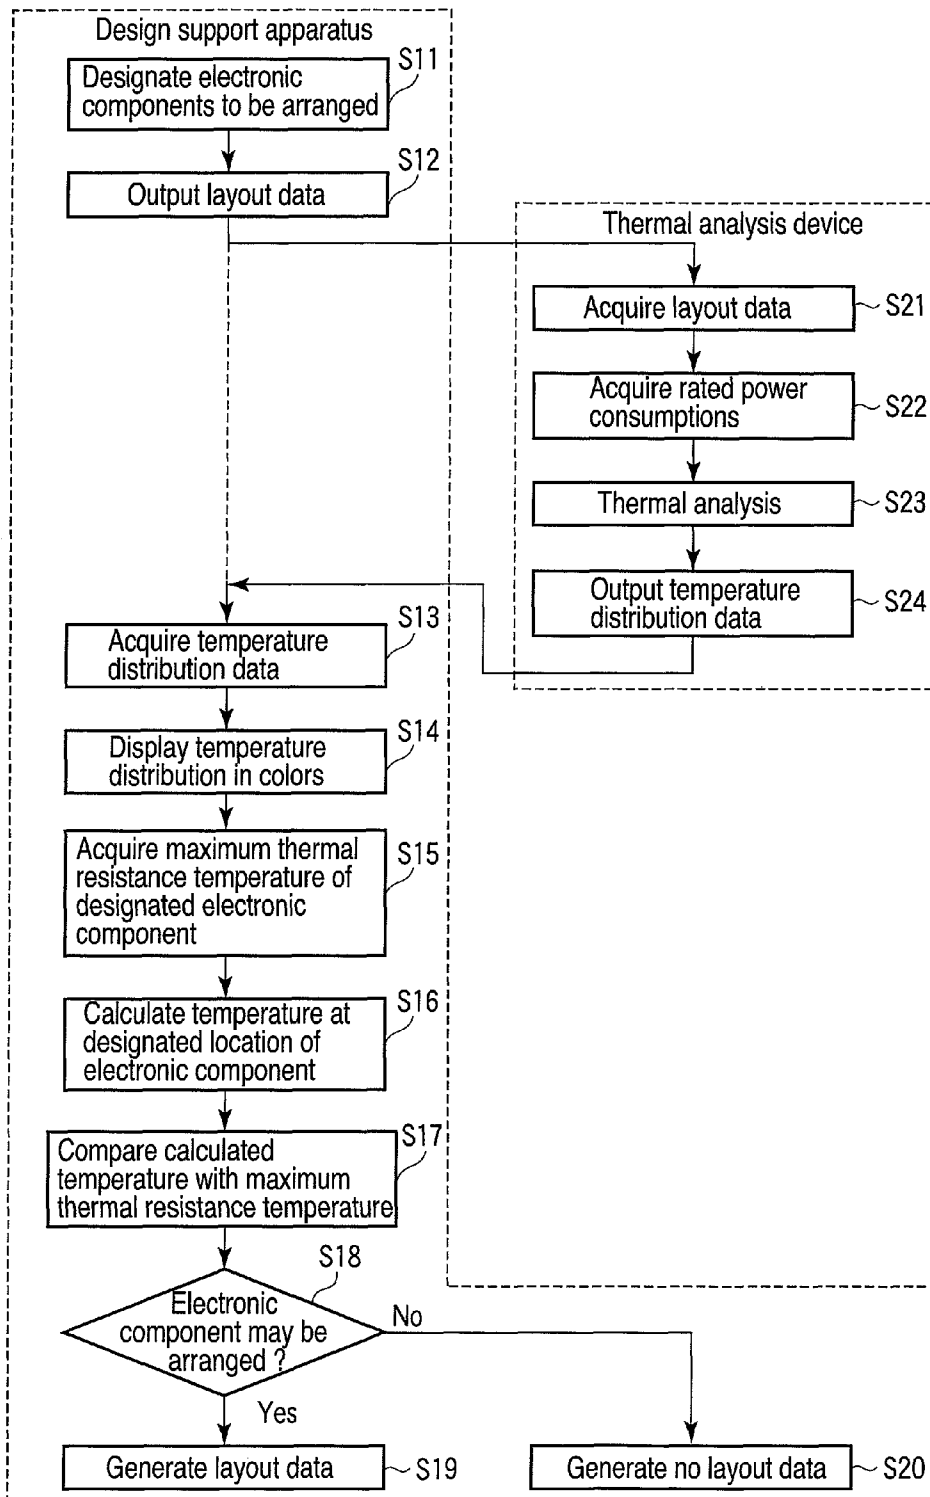 Design support apparatus
S11
Designate electronic
components to be arranged
S12
Output layout data
Thermal analysis device
Acquire layout data
S21
Acquire rated power
consumptions
S22
Thermal analysis
S23
Output temperature
distribution data
S24
S13
Acquire temperature
distribution data
S14
Display temperature
distribution in colors
S15
Acquire maximum thermal
resistance temperature of
designated electronic
component
S16
Calculate temperature at
designated location of
electronic component
S17
Compare calculated
temperature with maximum
thermal resistance temperature
S18
Electronic
component may be
arranged ?
No
Yes
Generate layout data
S19
Generate no layout data
S20